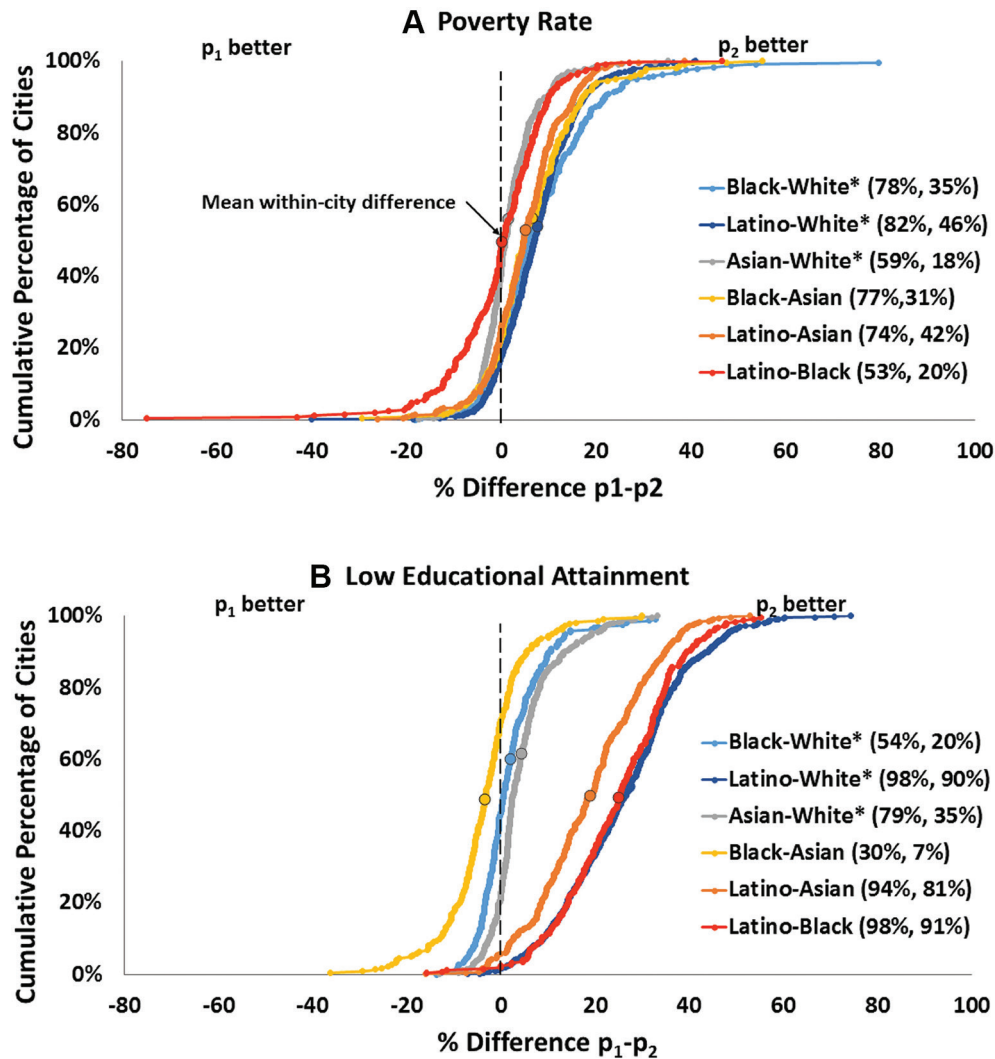 A Poverty Rate
p₁ better
p₂ better
100%
80%
60%
40%
20%
0%
Cumulative Percentage of Cities
Mean within-city difference
Black-White* (78%, 35%)
Latino-White* (82%, 46%)
Asian-White* (59%, 18%)
Black-Asian (77%,31%)
Latino-Asian (74%, 42%)
Latino-Black (53%, 20%)
-80 -60 -40 -20 0 20 40 60 80 100
% Difference p1-p2
B Low Educational Attainment
p₁ better
p₂ better
100%
80%
60%
40%
20%
0%
Cumulative Percentage of Cities
Black-White* (54%, 20%)
Latino-White* (98%, 90%)
Asian-White* (79%, 35%)
Black-Asian (30%, 7%)
Latino-Asian (94%, 81%)
Latino-Black (98%, 91%)
-80 -60 -40 -20 0 20 40 60 80 100
% Difference p₁-p₂